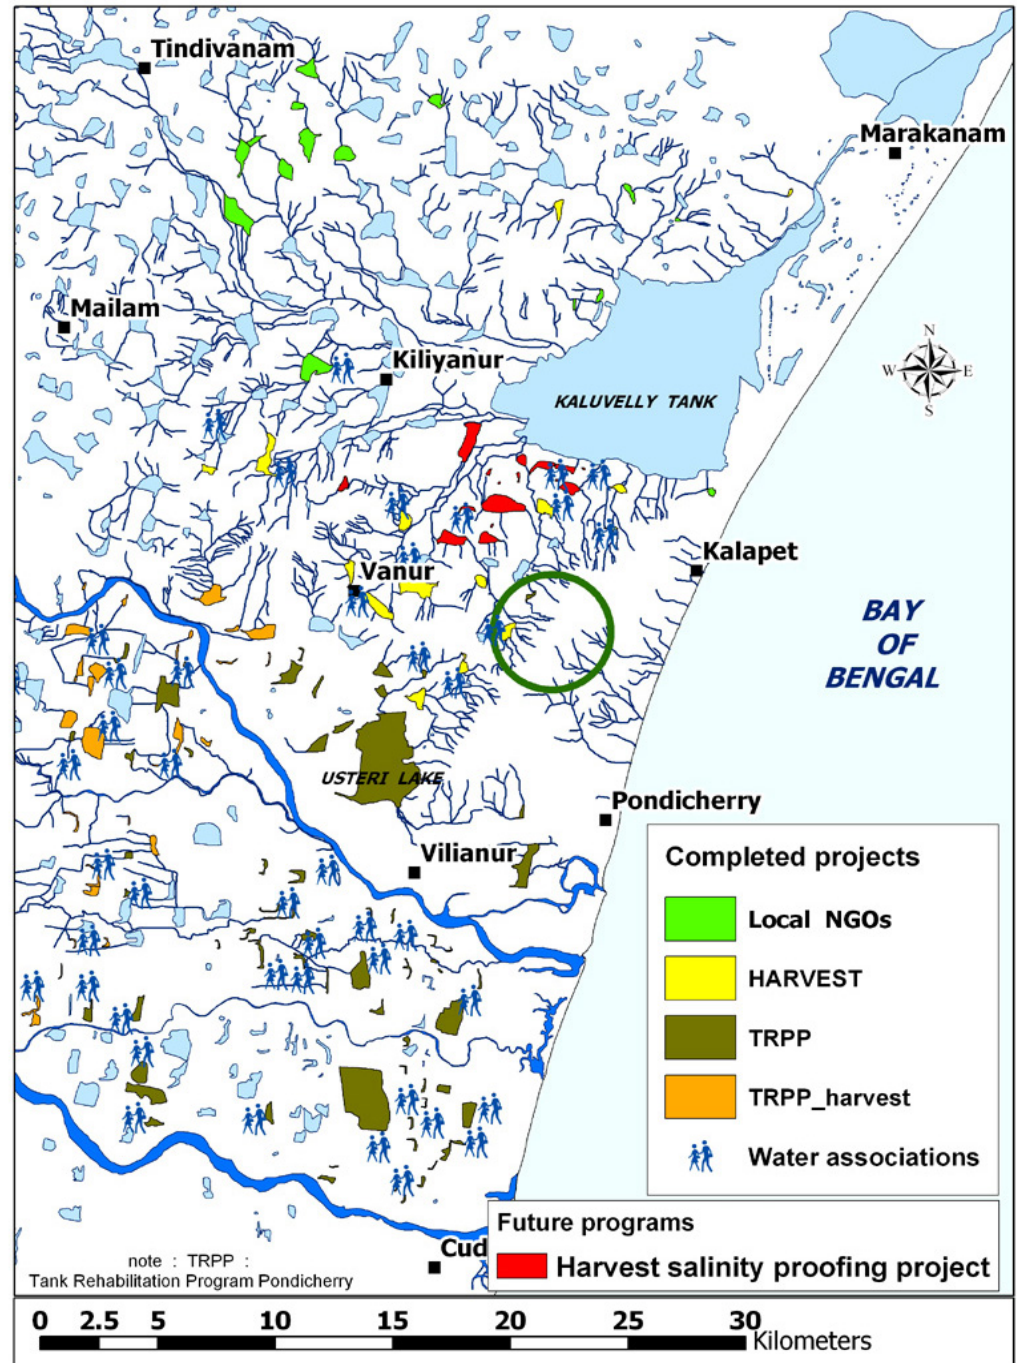 Tindivanam
Marakanam
Mailam
Kiliyanur
N
W E
S
KALUVELLY TANK
Kalapet
Vanur
BAY
OF
BENGAL
USTERI LAKE
Pondicherry
Vilianur
Completed projects
Local NGOs
HARVEST
TRPP
TRPP_harvest
Water associations
Future programs
Harvest salinity proofing project
Cud
note : TRPP :
Tank Rehabilitation Program Pondicherry
0 2.5 5 10 15 20 25 30
Kilometers